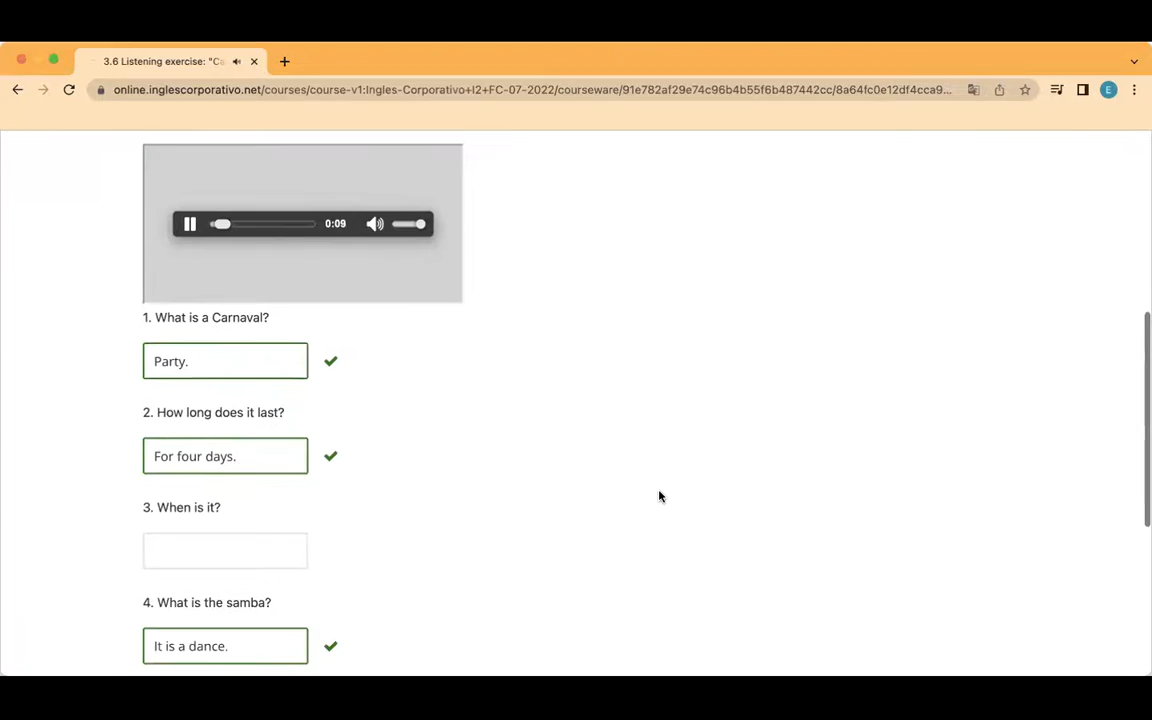 3.6 Listening exercise: "Ca
online.inglescorporativo.net/courses/course-v1:Ingles-Corporativo+I2+FC-07-2022/courseware/91e782af29e74c96b4b55f6b487442cc/8a64fc0e12df4cca9...
E
0:09
1. What is a Carnaval?
Party.
2. How long does it last?
For four days.
3. When is it?
4. What is the samba?
It is a dance.